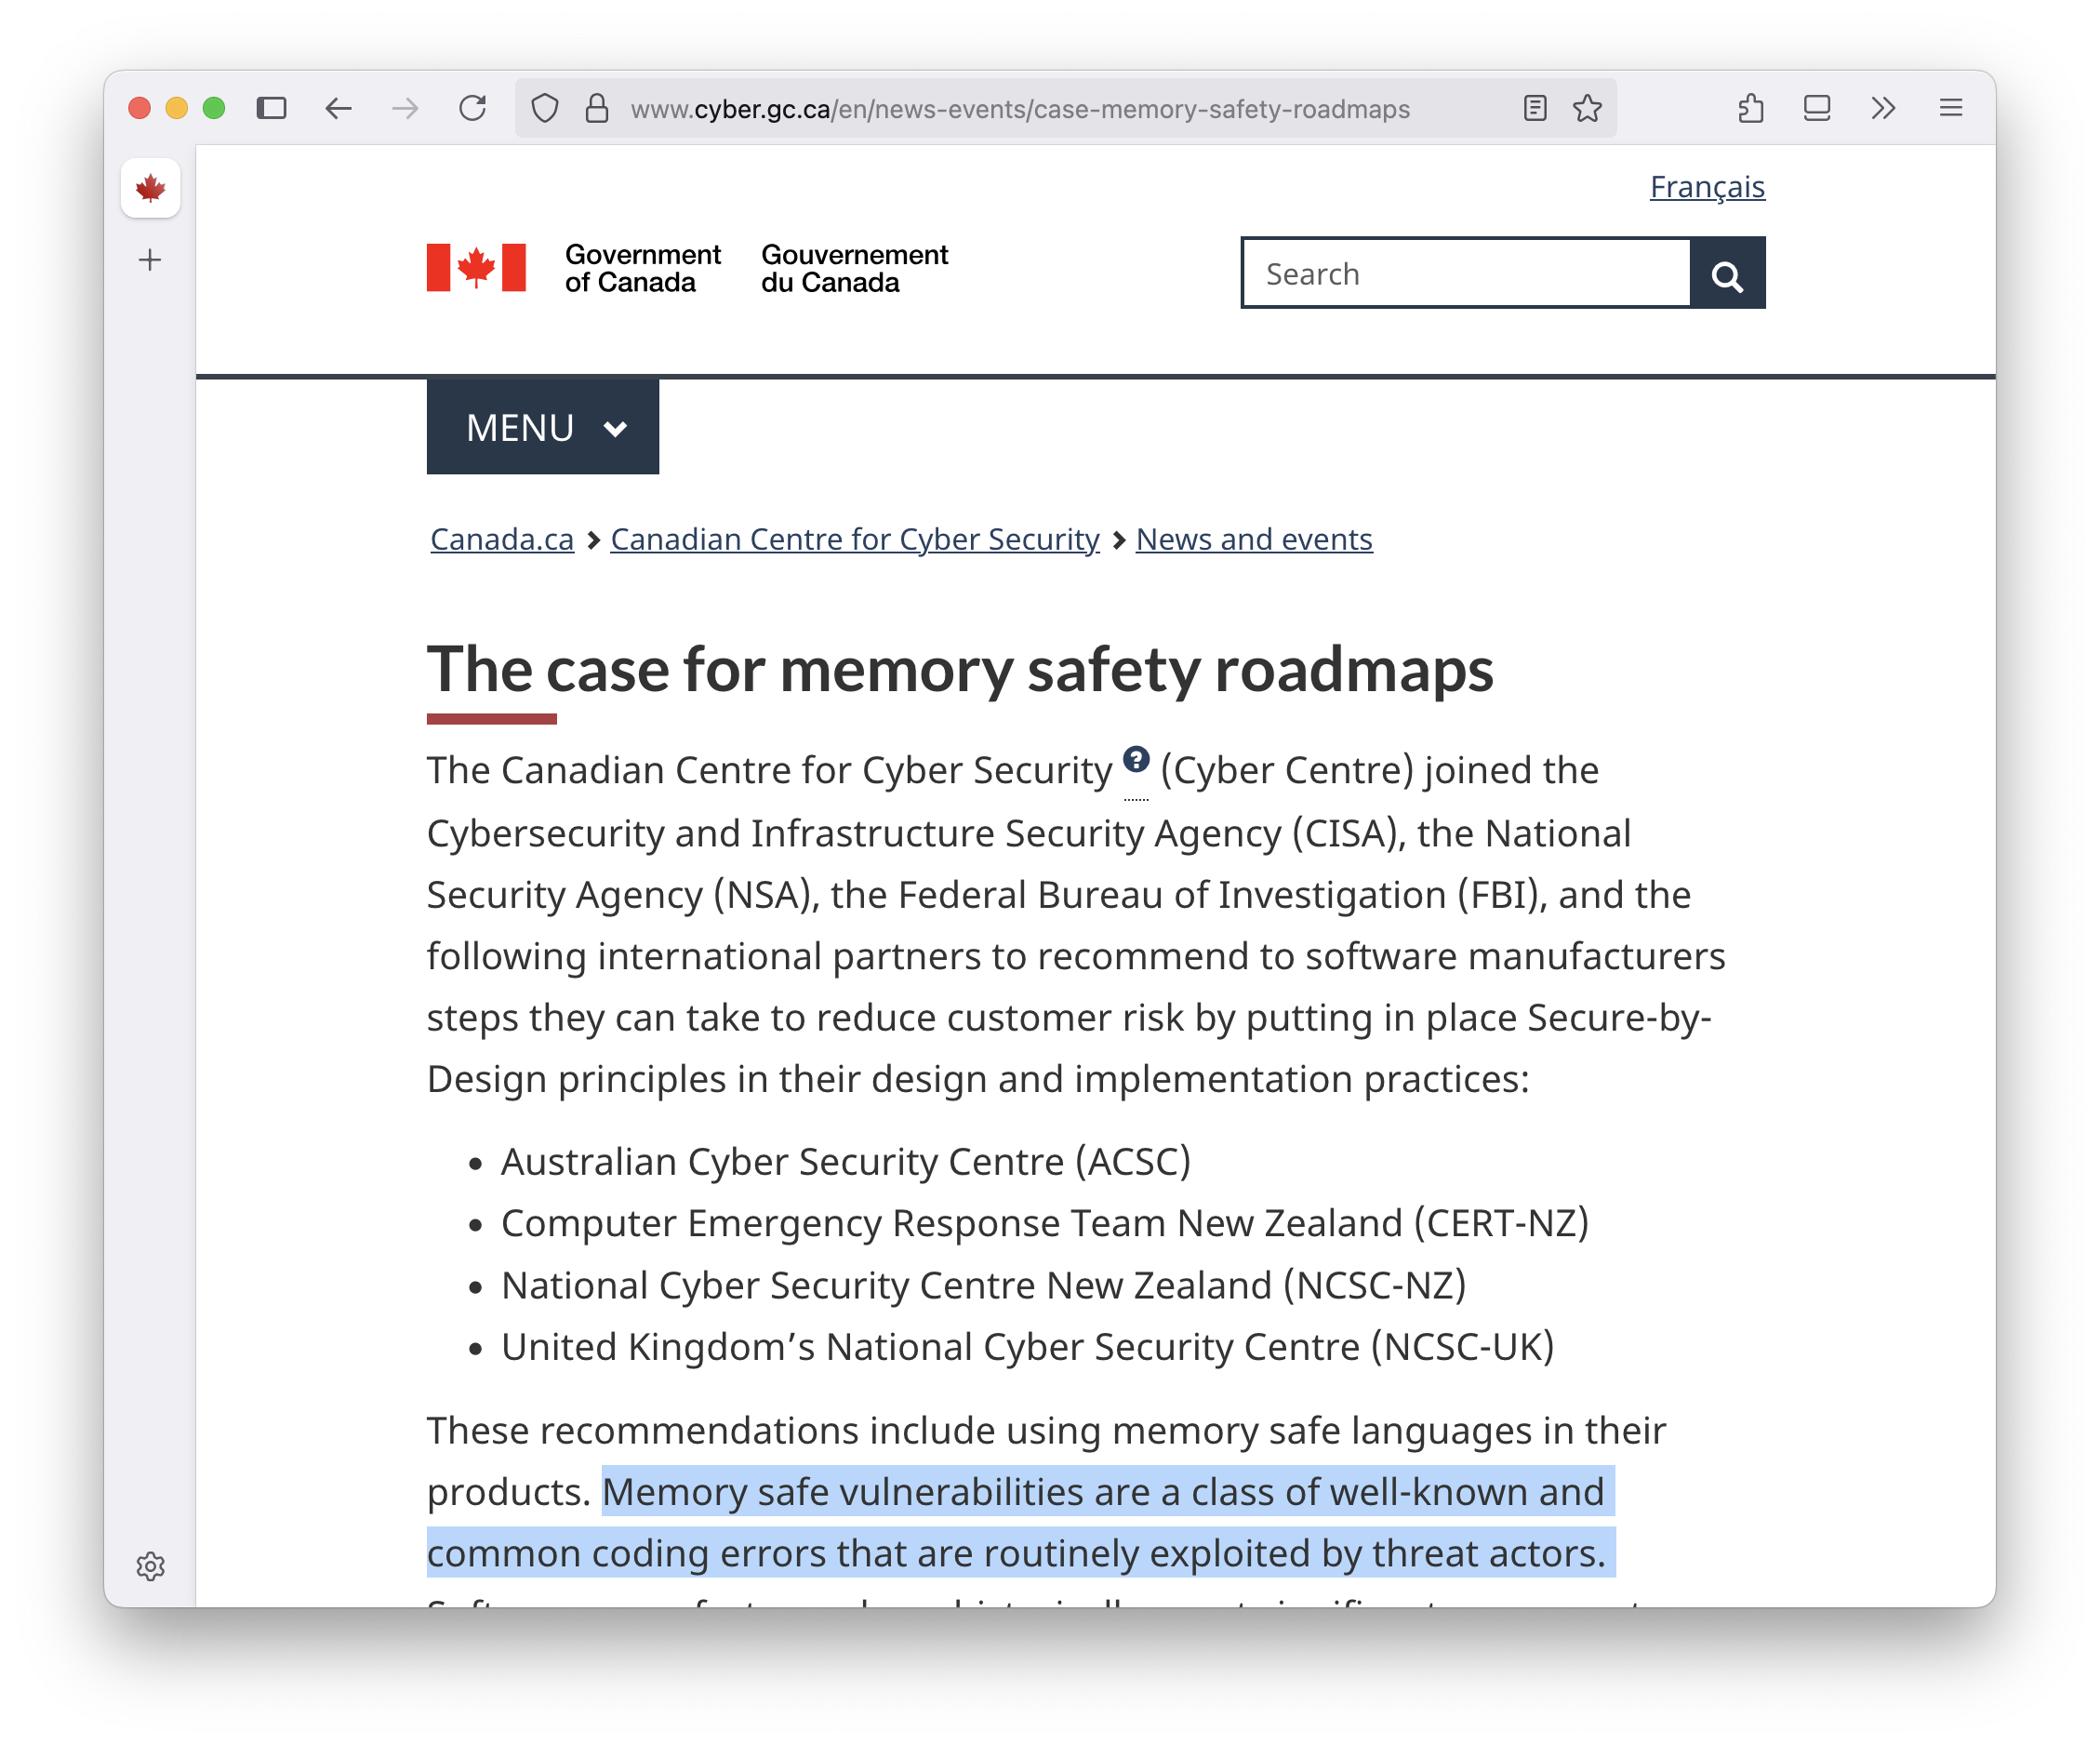 www.cyber.gc.ca/en/news-events/case-memory-safety-roadmaps
Français
Government of Canada
Gouvernement du Canada
Search
MENU
Canada.ca > Canadian Centre for Cyber Security > News and events
The case for memory safety roadmaps
The Canadian Centre for Cyber Security ? (Cyber Centre) joined the
Cybersecurity and Infrastructure Security Agency (CISA), the National
Security Agency (NSA), the Federal Bureau of Investigation (FBI), and the
following international partners to recommend to software manufacturers
steps they can take to reduce customer risk by putting in place Secure-by-
Design principles in their design and implementation practices:
• Australian Cyber Security Centre (ACSC)
• Computer Emergency Response Team New Zealand (CERT-NZ)
• National Cyber Security Centre New Zealand (NCSC-NZ)
• United Kingdom’s National Cyber Security Centre (NCSC-UK)
These recommendations include using memory safe languages in their
products. Memory safe vulnerabilities are a class of well-known and
common coding errors that are routinely exploited by threat actors.